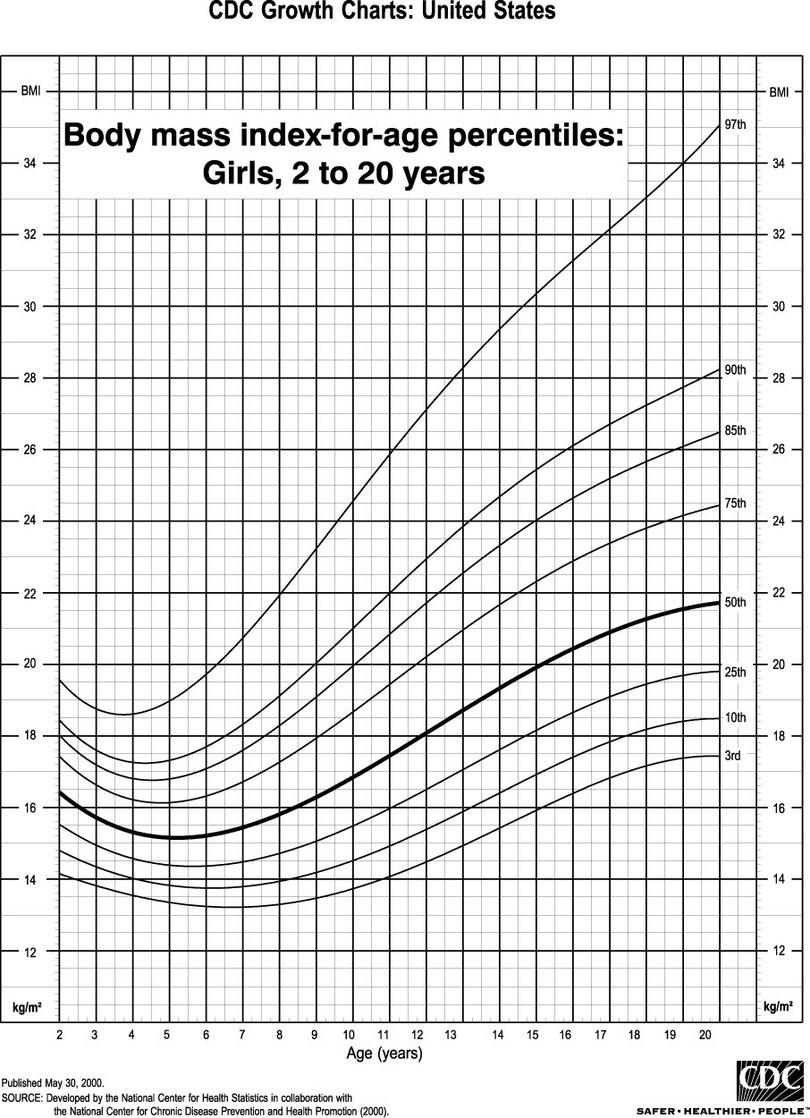 CDC Growth Charts: United States
BMI BMI
97th
Body mass index-for-age percentiles:
Girls, 2 to 20 years
34 34
32 32
30 30
90th
28 28
85th
26 26
75th
24 24
22 22
50th
20 20
25th
10th
18 18
3rd
16 16
14 14
12 12
kg/m² kg/m²
2 3 4 5 6 7 8 9 10 11 12 13 14 15 16 17 18 19 20
Age (years)
Published May 30, 2000.
SOURCE: Developed by the National Center for Health Statistics in collaboration with
the National Center for Chronic Disease Prevention and Health Promotion (2000).
CDC
SAFER • HEALTHIER • PEOPLE™